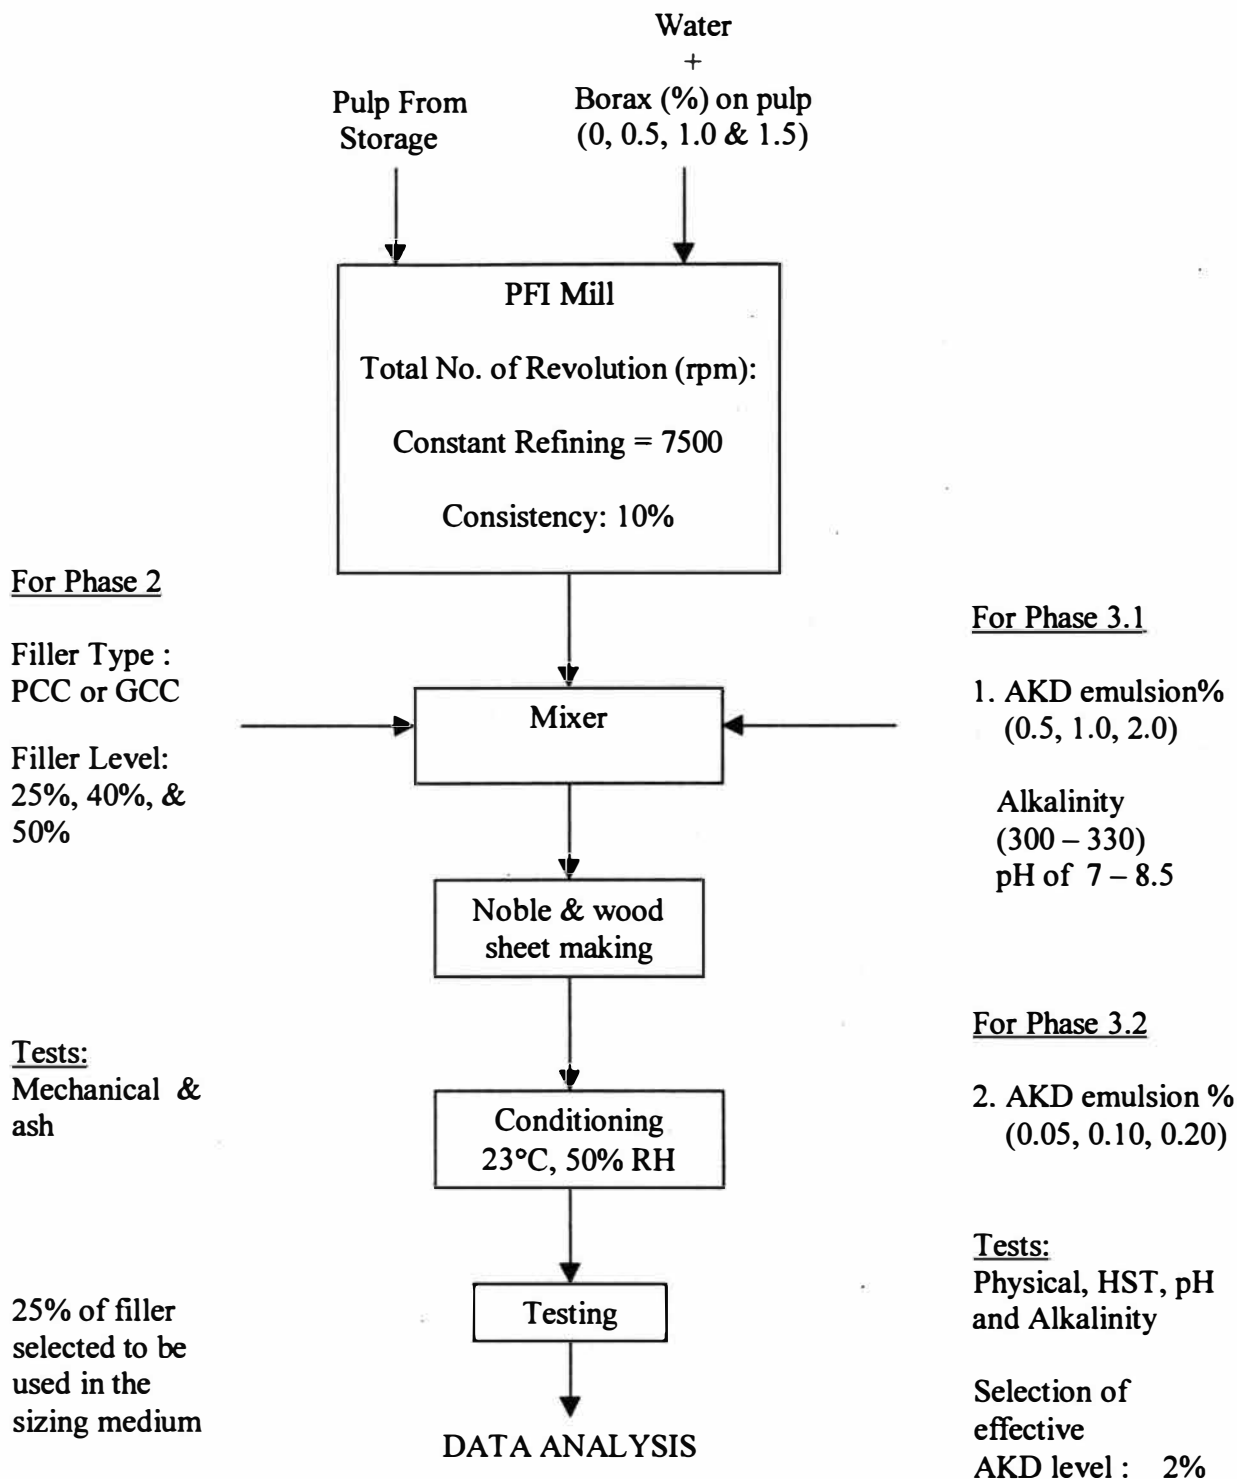 Water
+
Borax (%) on pulp
(0, 0.5, 1.0 & 1.5)
Pulp From
Storage
PFI Mill
Total No. of Revolution (rpm):
Constant Refining = 7500
Consistency: 10%
For Phase 2
Filler Type :
PCC or GCC
Filler Level:
25%, 40%, &
50%
Mixer
For Phase 3.1
1. AKD emulsion%
(0.5, 1.0, 2.0)
Alkalinity
(300 – 330)
pH of 7 – 8.5
Noble & wood
sheet making
Tests:
Mechanical &
ash
Conditioning
23°C, 50% RH
For Phase 3.2
2. AKD emulsion %
(0.05, 0.10, 0.20)
25% of filler
selected to be
used in the
sizing medium
Testing
Tests:
Physical, HST, pH
and Alkalinity
Selection of
effective
AKD level : 2%
DATA ANALYSIS